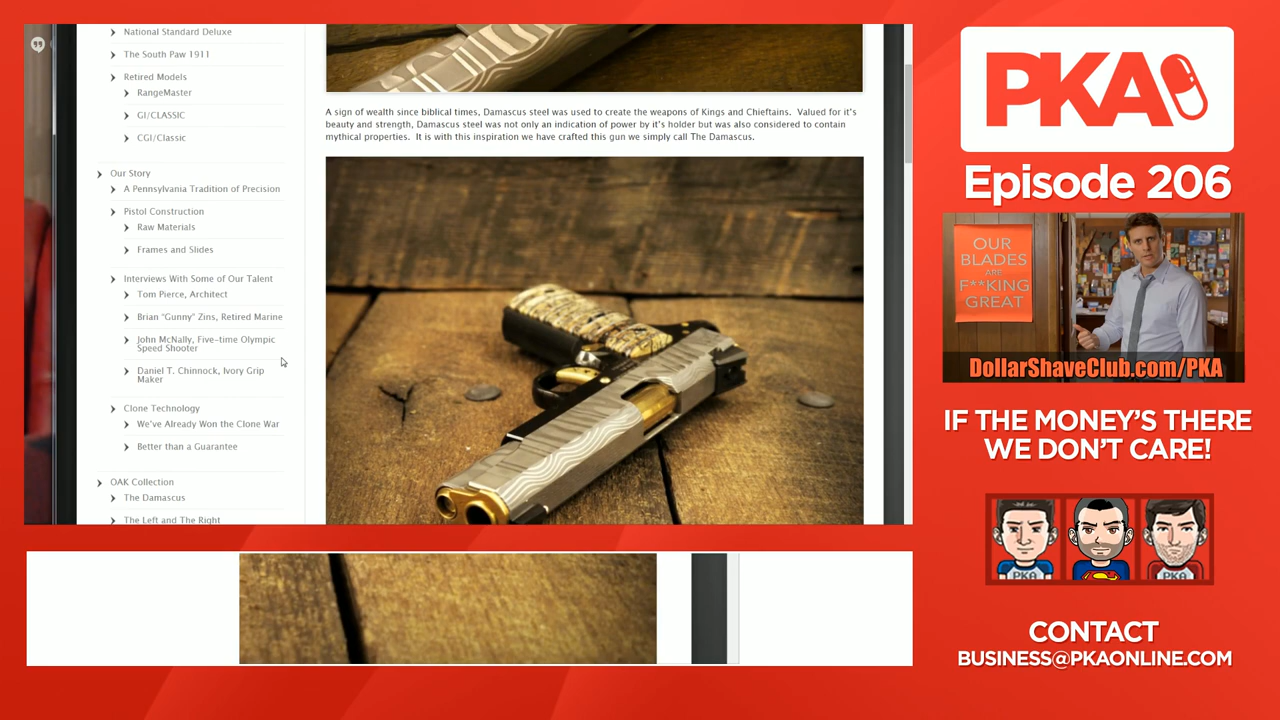 National Standard Deluxe
The South Paw 1911
Retired Models
RangeMaster
GI/CLASSIC
CGI/Classic
Our Story
A Pennsylvania Tradition of Precision
Pistol Construction
Raw Materials
Frames and Slides
Interviews With Some of Our Talent
Tom Pierce, Architect
Brian “Gunny” Zins, Retired Marine
John McNally, Five-time Olympic
Speed Shooter
Daniel T. Chinnock, Ivory Grip
Maker
Clone Technology
We’ve Already Won the Clone War
Better than a Guarantee
OAK Collection
The Damascus
The Left and The Right
A sign of wealth since biblical times, Damascus steel was used to create the weapons of Kings and Chieftains.  Valued for it’s
beauty and strength, Damascus steel was not only an indication of power by it’s holder but was also considered to contain
mythical properties.  It is with this inspiration we have crafted this gun we simply call The Damascus.
PKA
Episode 206
OUR
BLADES
ARE
F**KING
GREAT
DollarShaveClub.com/PKA
IF THE MONEY’S THERE
WE DON’T CARE!
PKA
PKA
CONTACT
BUSINESS@PKAONLINE.COM